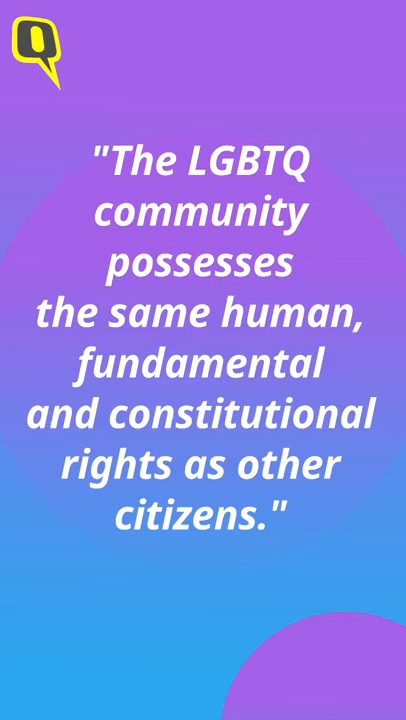 Q
"The LGBTQ
community
possesses
the same human,
fundamental
and constitutional
rights as other
citizens."